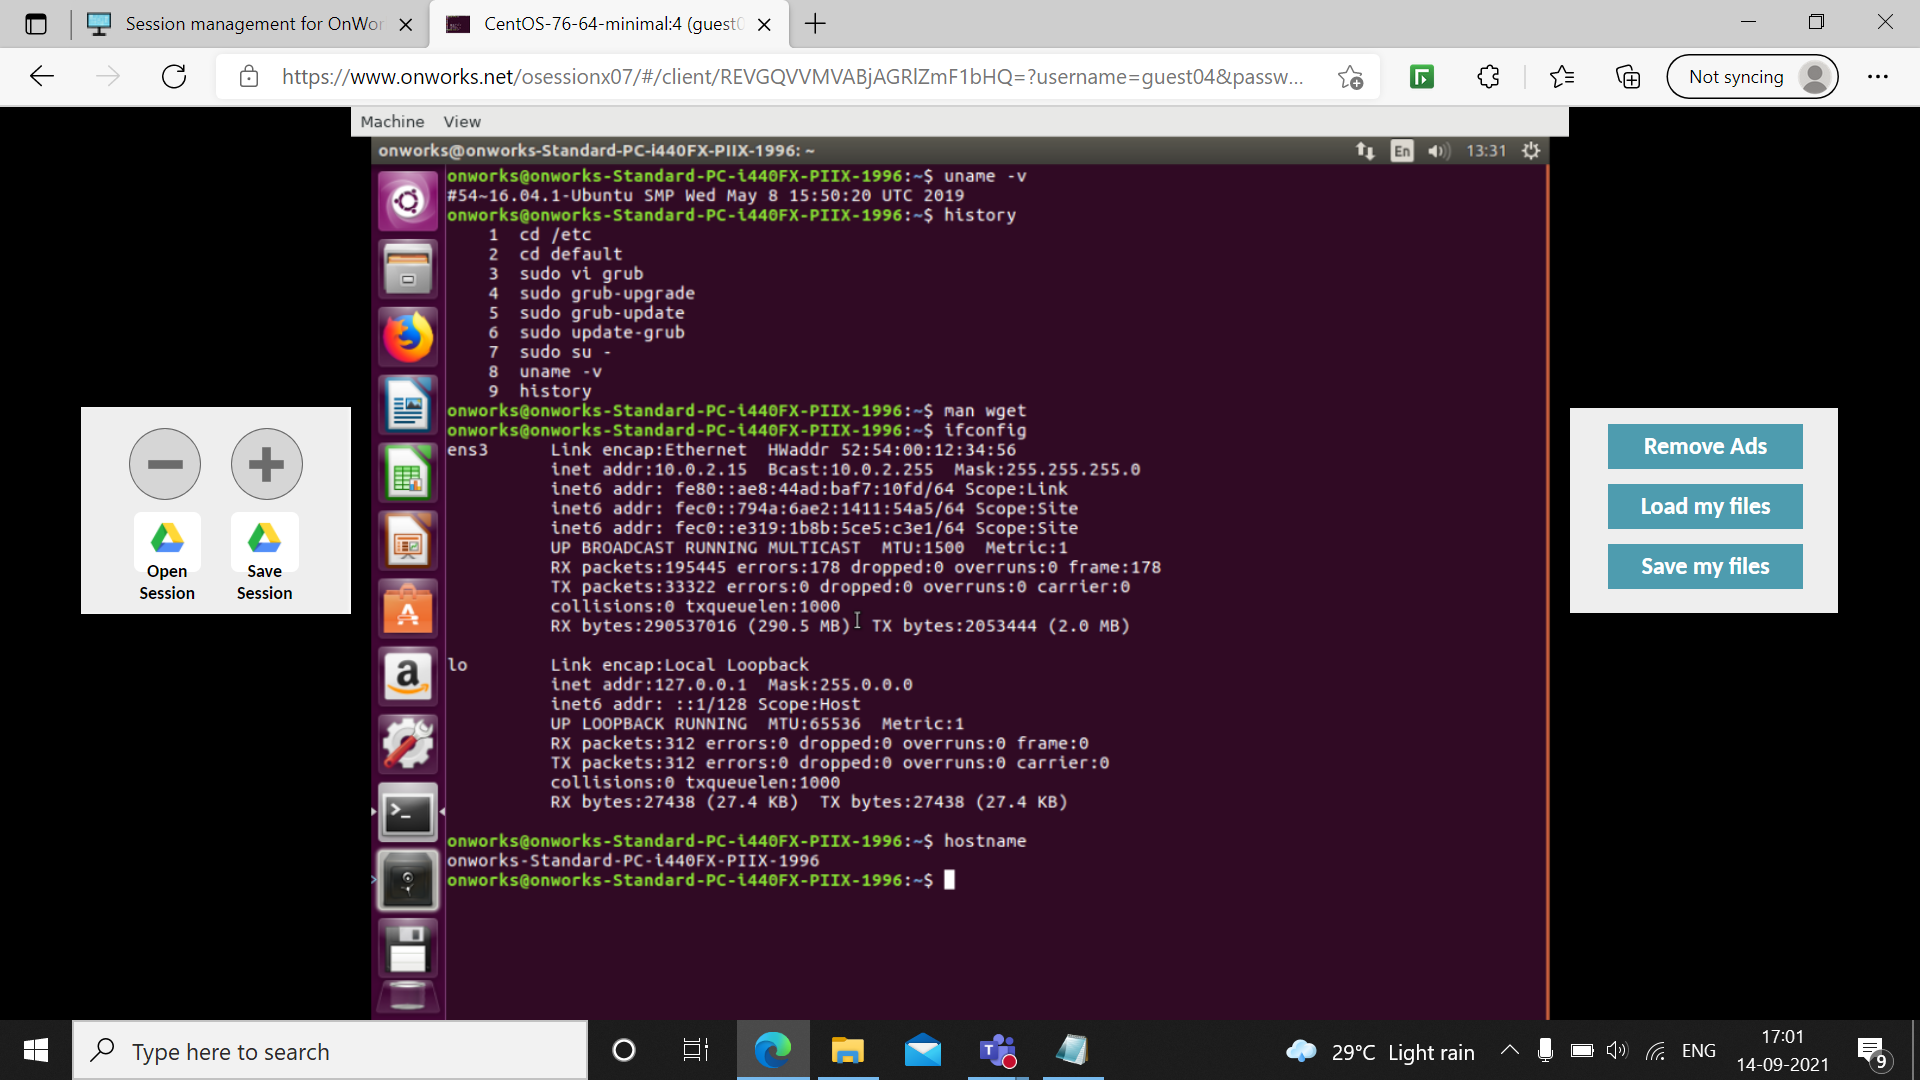 Session management for OnWor
CentOS-76-64-minimal:4 (guest0
https://www.onworks.net/osessionx07/#/client/REVGQVVMVABjAGRlZmF1bHQ=?username=guest04&passw...
Not syncing
Machine View
onworks@onworks-Standard-PC-i440FX-PIIX-1996: ~
En
13:31
onworks@onworks-Standard-PC-i440FX-PIIX-1996:~$ uname -v
#54~16.04.1-Ubuntu SMP Wed May 8 15:50:20 UTC 2019
onworks@onworks-Standard-PC-i440FX-PIIX-1996:~$ history
1 cd /etc
2 cd default
3 sudo vi grub
4 sudo grub-upgrade
5 sudo grub-update
6 sudo update-grub
7 sudo su -
8 uname -v
9 history
onworks@onworks-Standard-PC-i440FX-PIIX-1996:~$ man wget
onworks@onworks-Standard-PC-i440FX-PIIX-1996:~$ ifconfig
ens3 Link encap:Ethernet HWaddr 52:54:00:12:34:56
inet addr:10.0.2.15 Bcast:10.0.2.255 Mask:255.255.255.0
inet6 addr: fe80::ae8:44ad:baf7:10fd/64 Scope:Link
inet6 addr: fec0::794a:6ae2:1411:54a5/64 Scope:Site
inet6 addr: fec0::e319:1b8b:5ce5:c3e1/64 Scope:Site
UP BROADCAST RUNNING MULTICAST MTU:1500 Metric:1
RX packets:195445 errors:178 dropped:0 overruns:0 frame:178
TX packets:33322 errors:0 dropped:0 overruns:0 carrier:0
collisions:0 txqueuelen:1000
RX bytes:290537016 (290.5 MB) TX bytes:2053444 (2.0 MB)
lo Link encap:Local Loopback
inet addr:127.0.0.1 Mask:255.0.0.0
inet6 addr: ::1/128 Scope:Host
UP LOOPBACK RUNNING MTU:65536 Metric:1
RX packets:312 errors:0 dropped:0 overruns:0 frame:0
TX packets:312 errors:0 dropped:0 overruns:0 carrier:0
collisions:0 txqueuelen:1000
RX bytes:27438 (27.4 KB) TX bytes:27438 (27.4 KB)
onworks@onworks-Standard-PC-i440FX-PIIX-1996:~$ hostname
onworks-Standard-PC-i440FX-PIIX-1996
onworks@onworks-Standard-PC-i440FX-PIIX-1996:~$
Open
Session
Save
Session
Remove Ads
Load my files
Save my files
Type here to search
29°C Light rain
ENG
17:01
14-09-2021
9